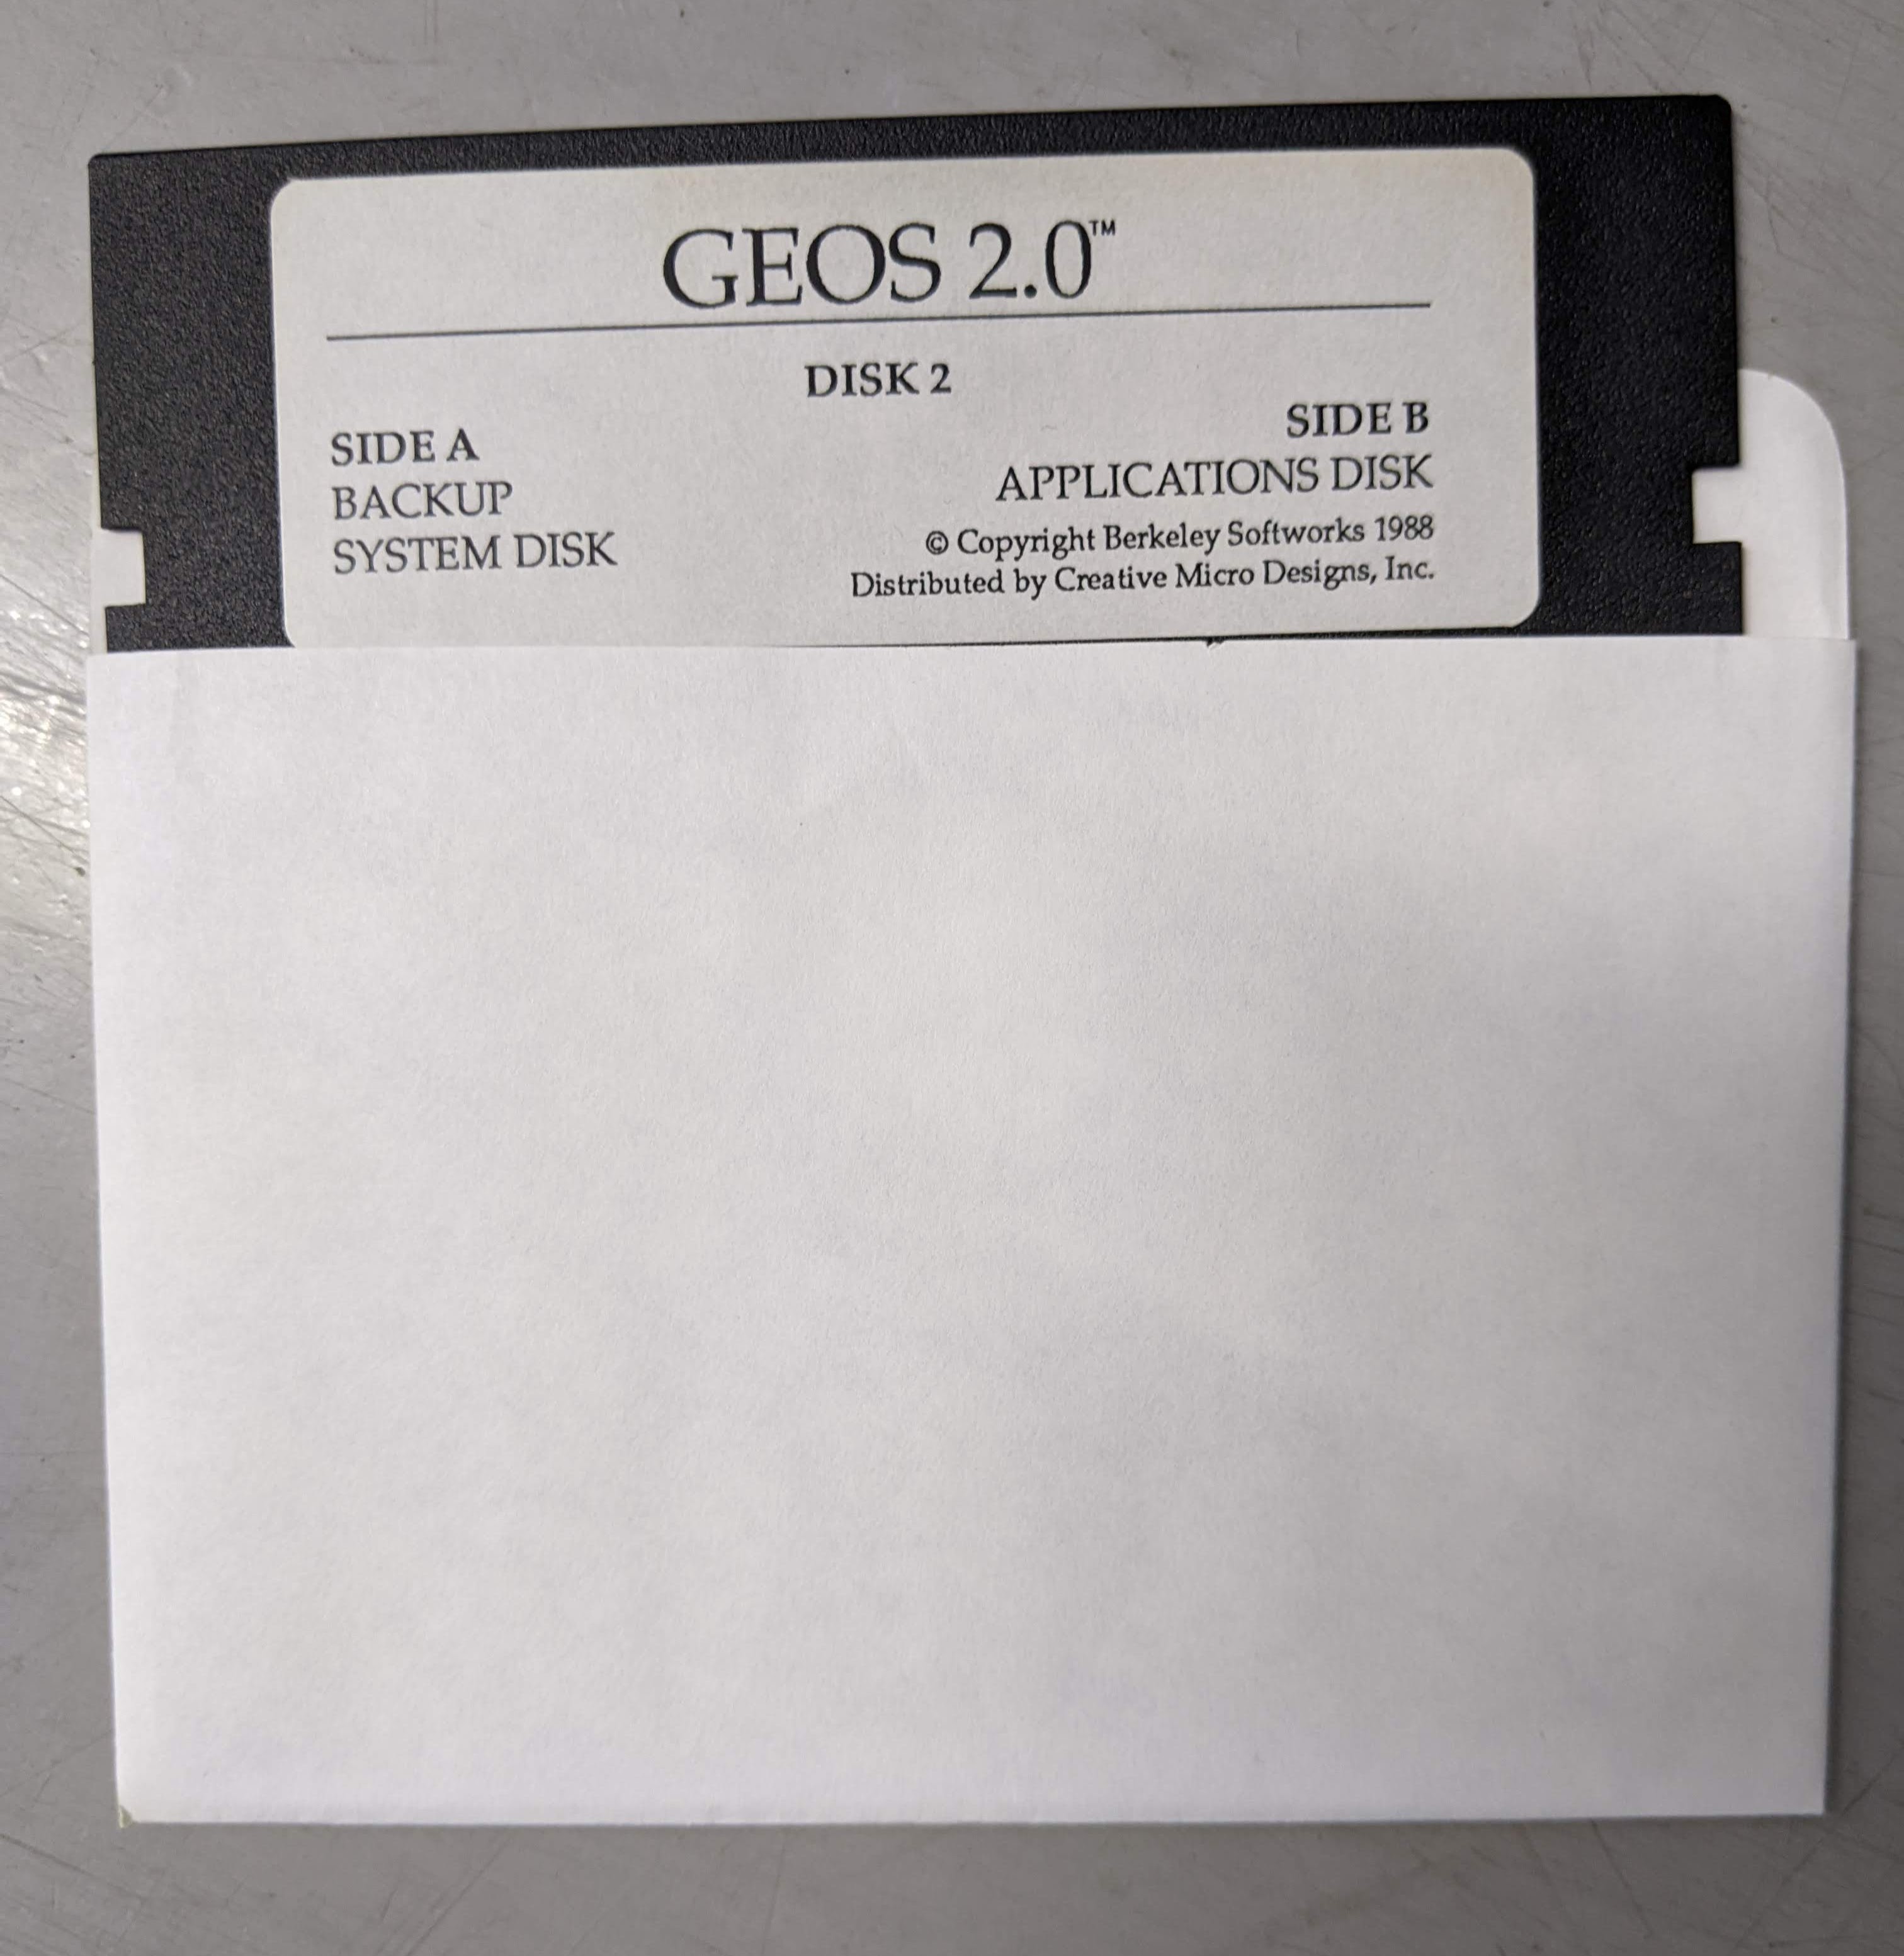 GEOS 2.0™
DISK 2
SIDE A
BACKUP
SYSTEM DISK
SIDE B
APPLICATIONS DISK
© Copyright Berkeley Softworks 1988
Distributed by Creative Micro Designs, Inc.